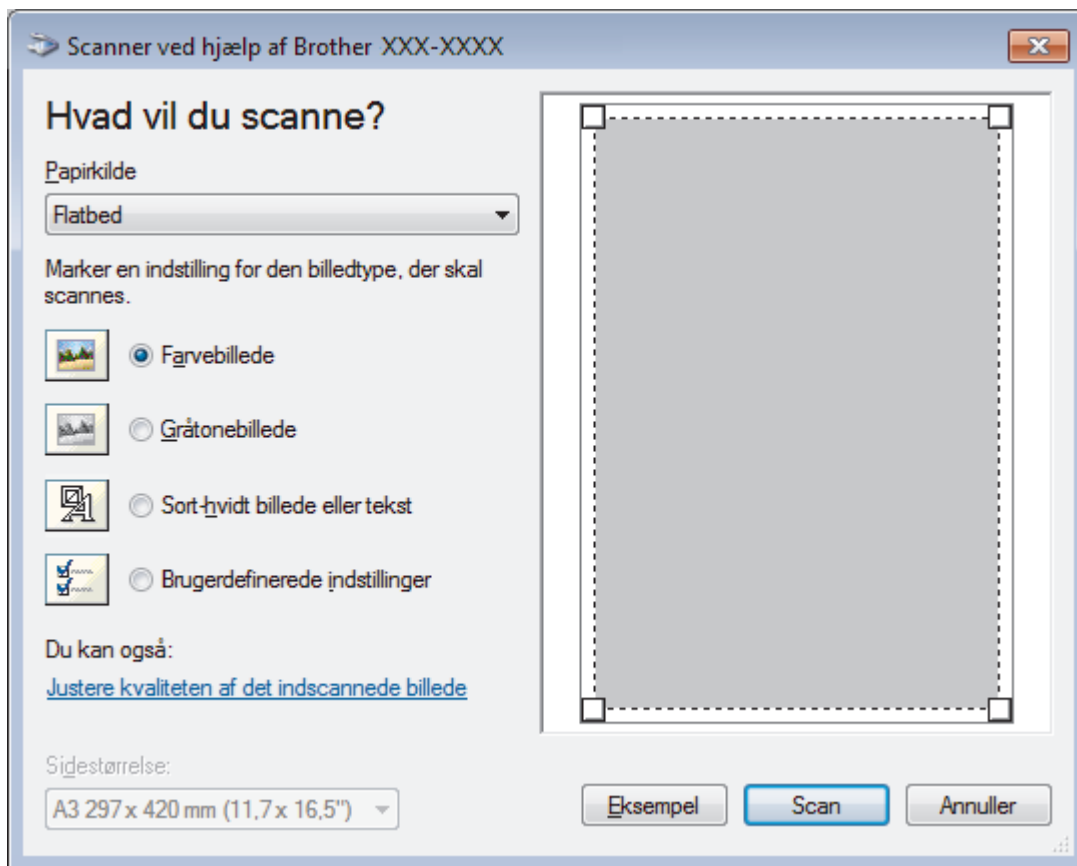 Scanner ved hjælp af Brother XXX-XXXX
Hvad vil du scanne?
Papirkilde
Flatbed
Marker en indstilling for den billedtype, der skal
scannes.
Farvebillede
Gråtonebillede
Sort-hvidt billede eller tekst
Brugerdefinerede indstillinger
Du kan også:
Justere kvaliteten af det indscannede billede
Sidestørrelse:
A3 297 x 420 mm (11,7 x 16,5")
Eksempel Scan Annuller